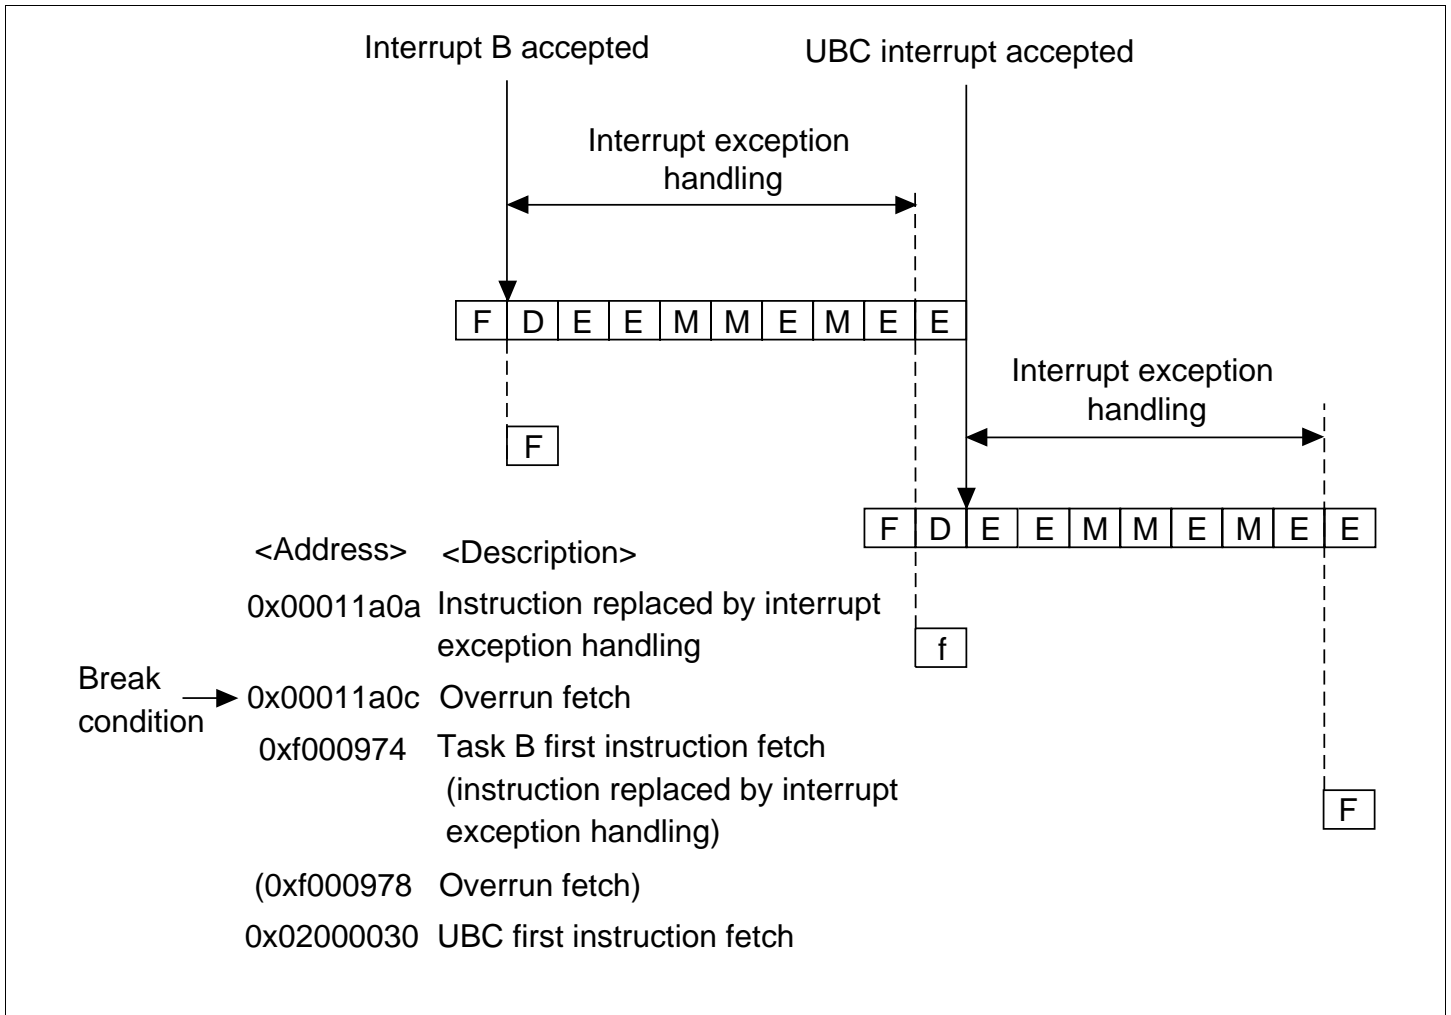 Interrupt B accepted
UBC interrupt accepted
Interrupt exception
handling
F D E E M M E M E E
Interrupt exception
handling
F
F D E E M M E M E E
<Address> <Description>
0x00011a0a Instruction replaced by interrupt
exception handling
f
Break
condition
0x00011a0c Overrun fetch
0xf000974 Task B first instruction fetch
(instruction replaced by interrupt
exception handling)
F
(0xf000978 Overrun fetch)
0x02000030 UBC first instruction fetch